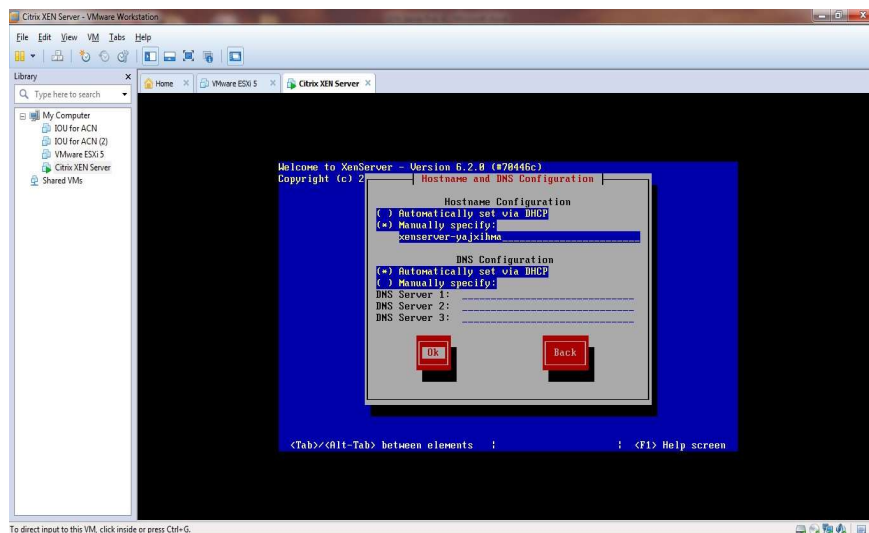 Citrix XEN Server - VMware Workstation
File Edit View VM Tabs Help
Library x
Type here to search
Home x VMware ESXi 5 x Citrix XEN Server x
My Computer
IOU for ACN
IOU for ACN (2)
VMware ESXi 5
Citrix XEN Server
Shared VMs
Welcome to XenServer - Version 6.2.0 (#70446c)
Copyright (c) 2
Hostname and DNS Configuration
Hostname Configuration
( ) Automatically set via DHCP
(*) Manually specify:
xenserver-yajxihma
DNS Configuration
(*) Automatically set via DHCP
( ) Manually specify:
DNS Server 1:
DNS Server 2:
DNS Server 3:
Ok Back
<Tab>/<Alt-Tab> between elements | | <F1> Help screen
To direct input to this VM, click inside or press Ctrl+G.